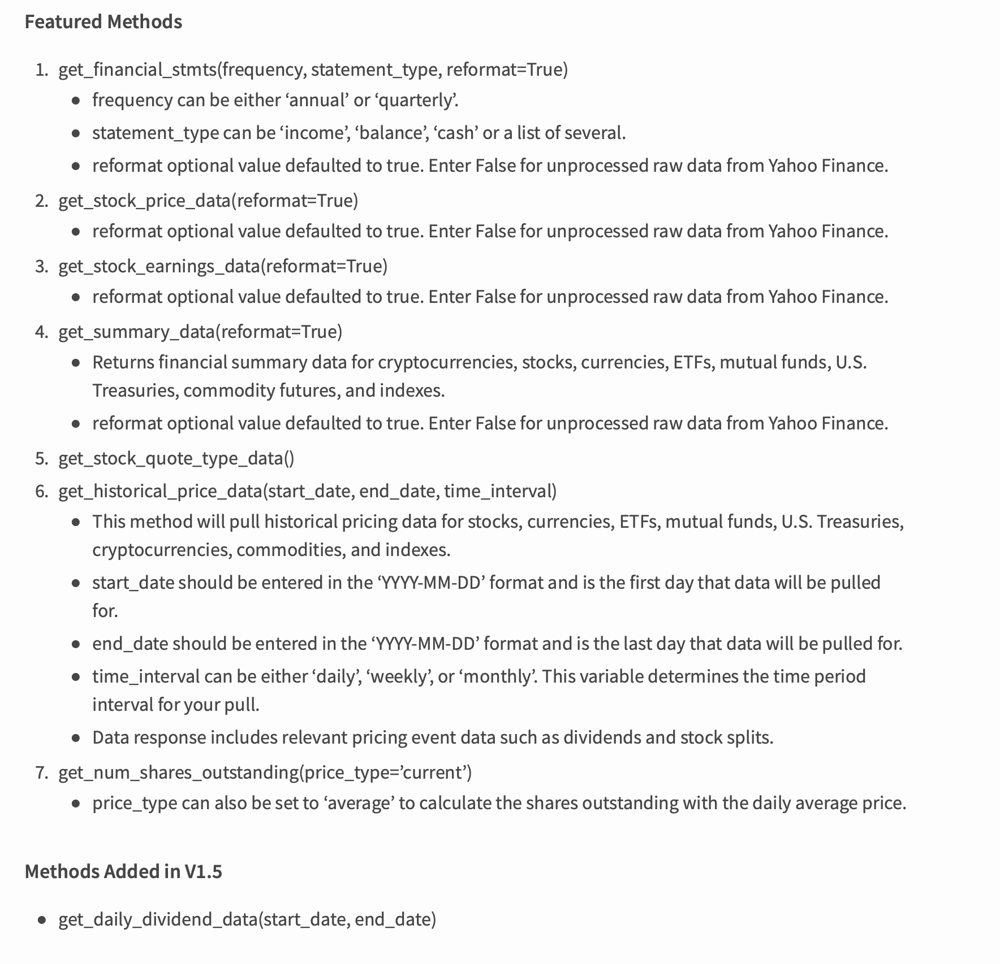 Featured Methods
1. get_financial_stmts(frequency, statement_type, reformat=True)
● frequency can be either ‘annual’ or ‘quarterly’.
● statement_type can be ‘income’, ‘balance’, ‘cash’ or a list of several.
● reformat optional value defaulted to true. Enter False for unprocessed raw data from Yahoo Finance.
2. get_stock_price_data(reformat=True)
● reformat optional value defaulted to true. Enter False for unprocessed raw data from Yahoo Finance.
3. get_stock_earnings_data(reformat=True)
● reformat optional value defaulted to true. Enter False for unprocessed raw data from Yahoo Finance.
4. get_summary_data(reformat=True)
● Returns financial summary data for cryptocurrencies, stocks, currencies, ETFs, mutual funds, U.S.
Treasuries, commodity futures, and indexes.
● reformat optional value defaulted to true. Enter False for unprocessed raw data from Yahoo Finance.
5. get_stock_quote_type_data()
6. get_historical_price_data(start_date, end_date, time_interval)
● This method will pull historical pricing data for stocks, currencies, ETFs, mutual funds, U.S. Treasuries,
cryptocurrencies, commodities, and indexes.
● start_date should be entered in the ‘YYYY-MM-DD’ format and is the first day that data will be pulled
for.
● end_date should be entered in the ‘YYYY-MM-DD’ format and is the last day that data will be pulled for.
● time_interval can be either ‘daily’, ‘weekly’, or ‘monthly’. This variable determines the time period
interval for your pull.
● Data response includes relevant pricing event data such as dividends and stock splits.
7. get_num_shares_outstanding(price_type=’current’)
● price_type can also be set to ‘average’ to calculate the shares outstanding with the daily average price.
Methods Added in V1.5
● get_daily_dividend_data(start_date, end_date)